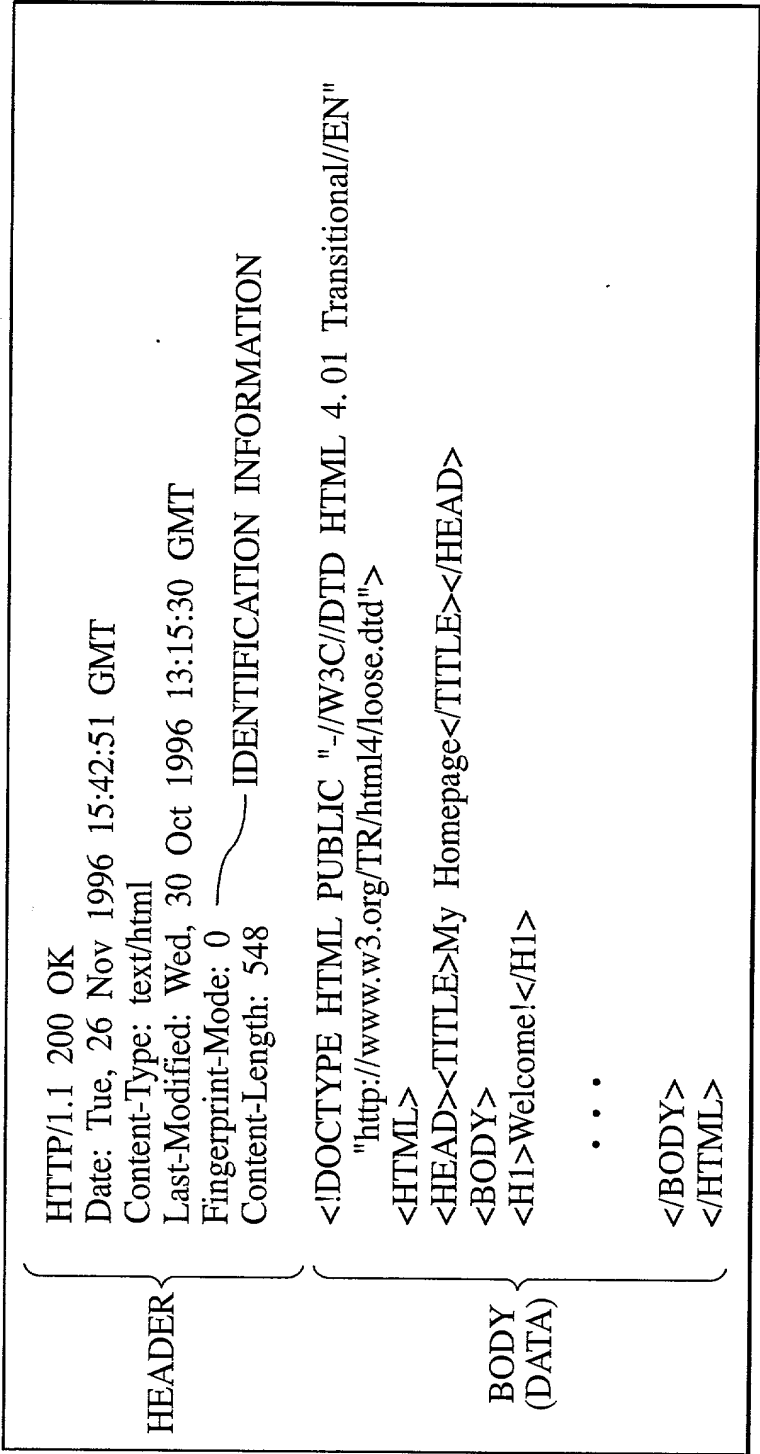 HEADER
HTTP/1.1 200 OK
Date: Tue, 26 Nov 1996 15:42:51 GMT
Content-Type: text/html
Last-Modified: Wed, 30 Oct 1996 13:15:30 GMT
Fingerprint-Mode: 0 IDENTIFICATION INFORMATION
Content-Length: 548
BODY
(DATA)
<!DOCTYPE HTML PUBLIC "-//W3C//DTD HTML 4. 01 Transitional//EN"
"http://www.w3.org/TR/html4/loose.dtd">
<HTML>
<HEAD><TITLE>My Homepage</TITLE></HEAD>
<BODY>
<H1>Welcome!</H1>
• • •
</BODY>
</HTML>